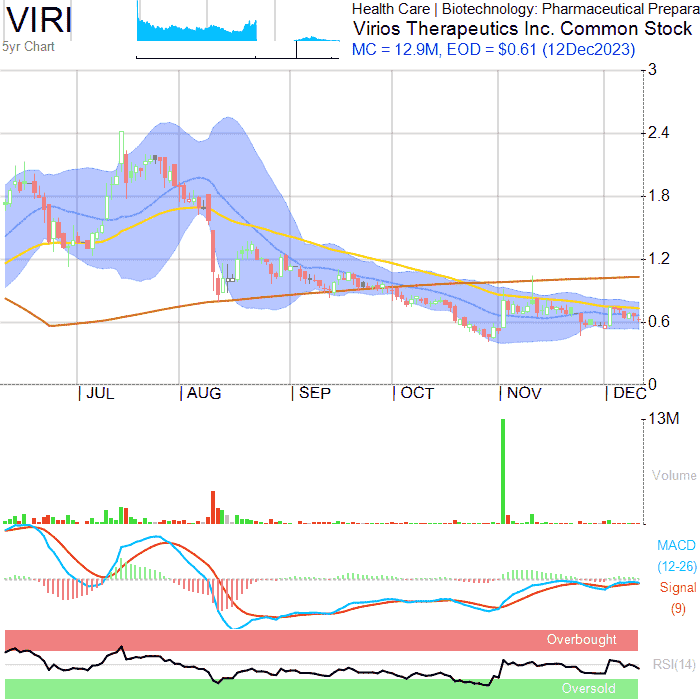 VIRI
5yr Chart
Health Care | Biotechnology: Pharmaceutical Prepara
Virios Therapeutics Inc. Common Stock
MC = 12.9M, EOD = $0.61 (12Dec2023)
3
2.4
1.8
1.2
0.6
0
| JUL
| AUG
| SEP
| OCT
| NOV
| DEC
13M
Volume
MACD
(12-26)
Signal
(9)
Overbought
RSI(14)
Oversold